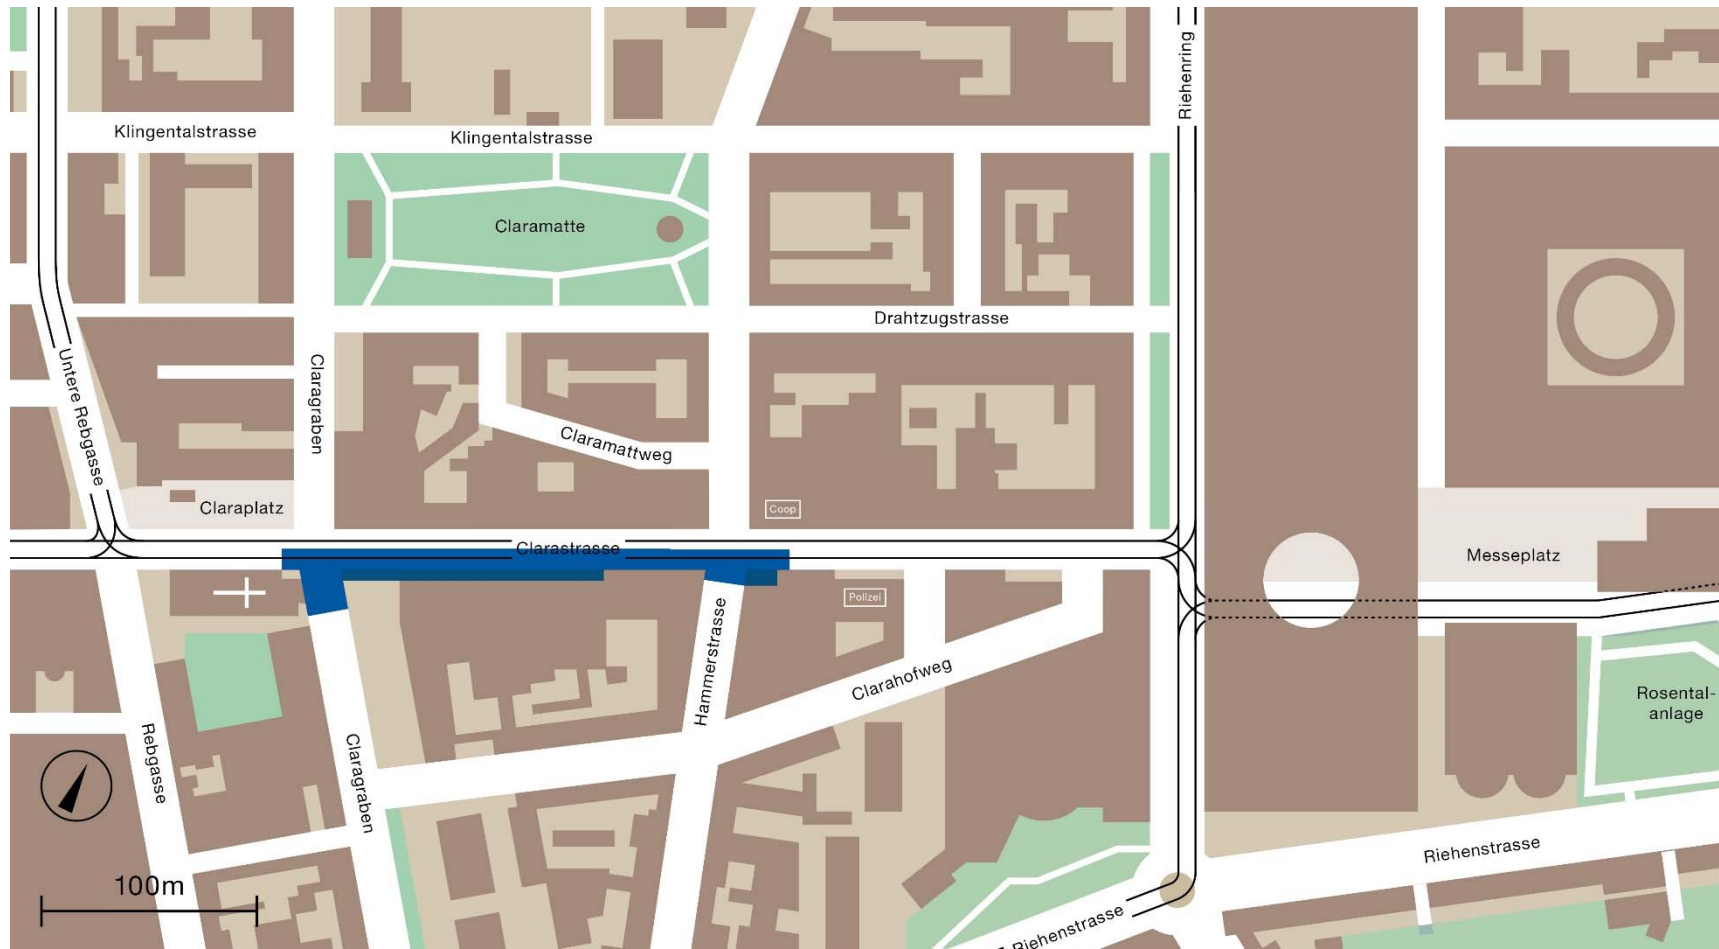 Riehenring
Klingentalstrasse
Klingentalstrasse
Claramatte
Drahtzugstrasse
Untere Rebgasse
Claragraben
Claramattweg
Claraplatz
Coop
Clarastrasse
Messeplatz
Polizei
Hammerstrasse
Clarahofweg
Rosental-
anlage
Rebgasse
Claragraben
Riehenstrasse
100m
Riehenstrasse